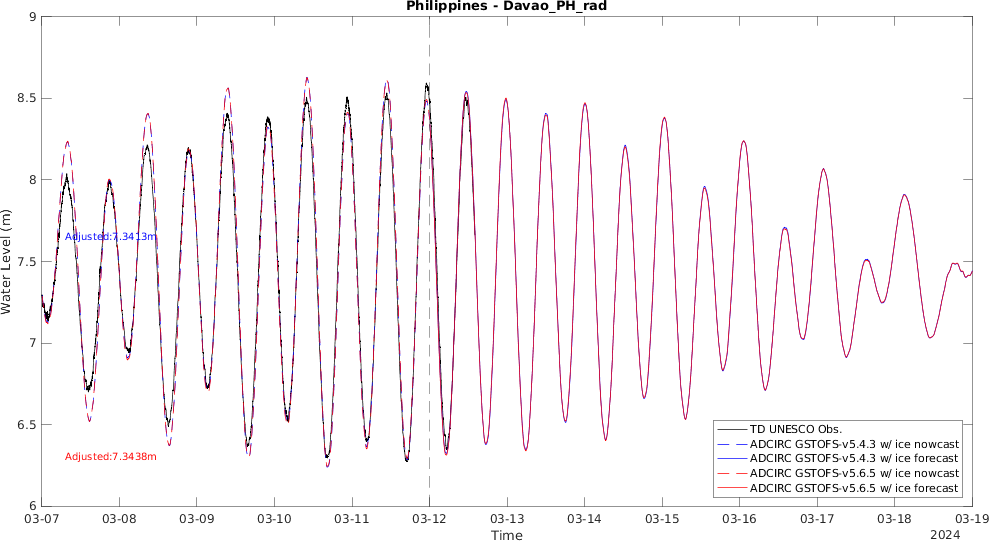 Philippines - Davao_PH_rad
9
8.5
8
7.5
7
6.5
6
Water Level (m)
Adjusted:7.3413m
Adjusted:7.3438m
TD UNESCO Obs.
ADCIRC GSTOFS-v5.4.3 w/ ice nowcast
ADCIRC GSTOFS-v5.4.3 w/ ice forecast
ADCIRC GSTOFS-v5.6.5 w/ ice nowcast
ADCIRC GSTOFS-v5.6.5 w/ ice forecast
03-07 03-08 03-09 03-10 03-11 03-12 03-13 03-14 03-15 03-16 03-17 03-18 03-19
Time
2024